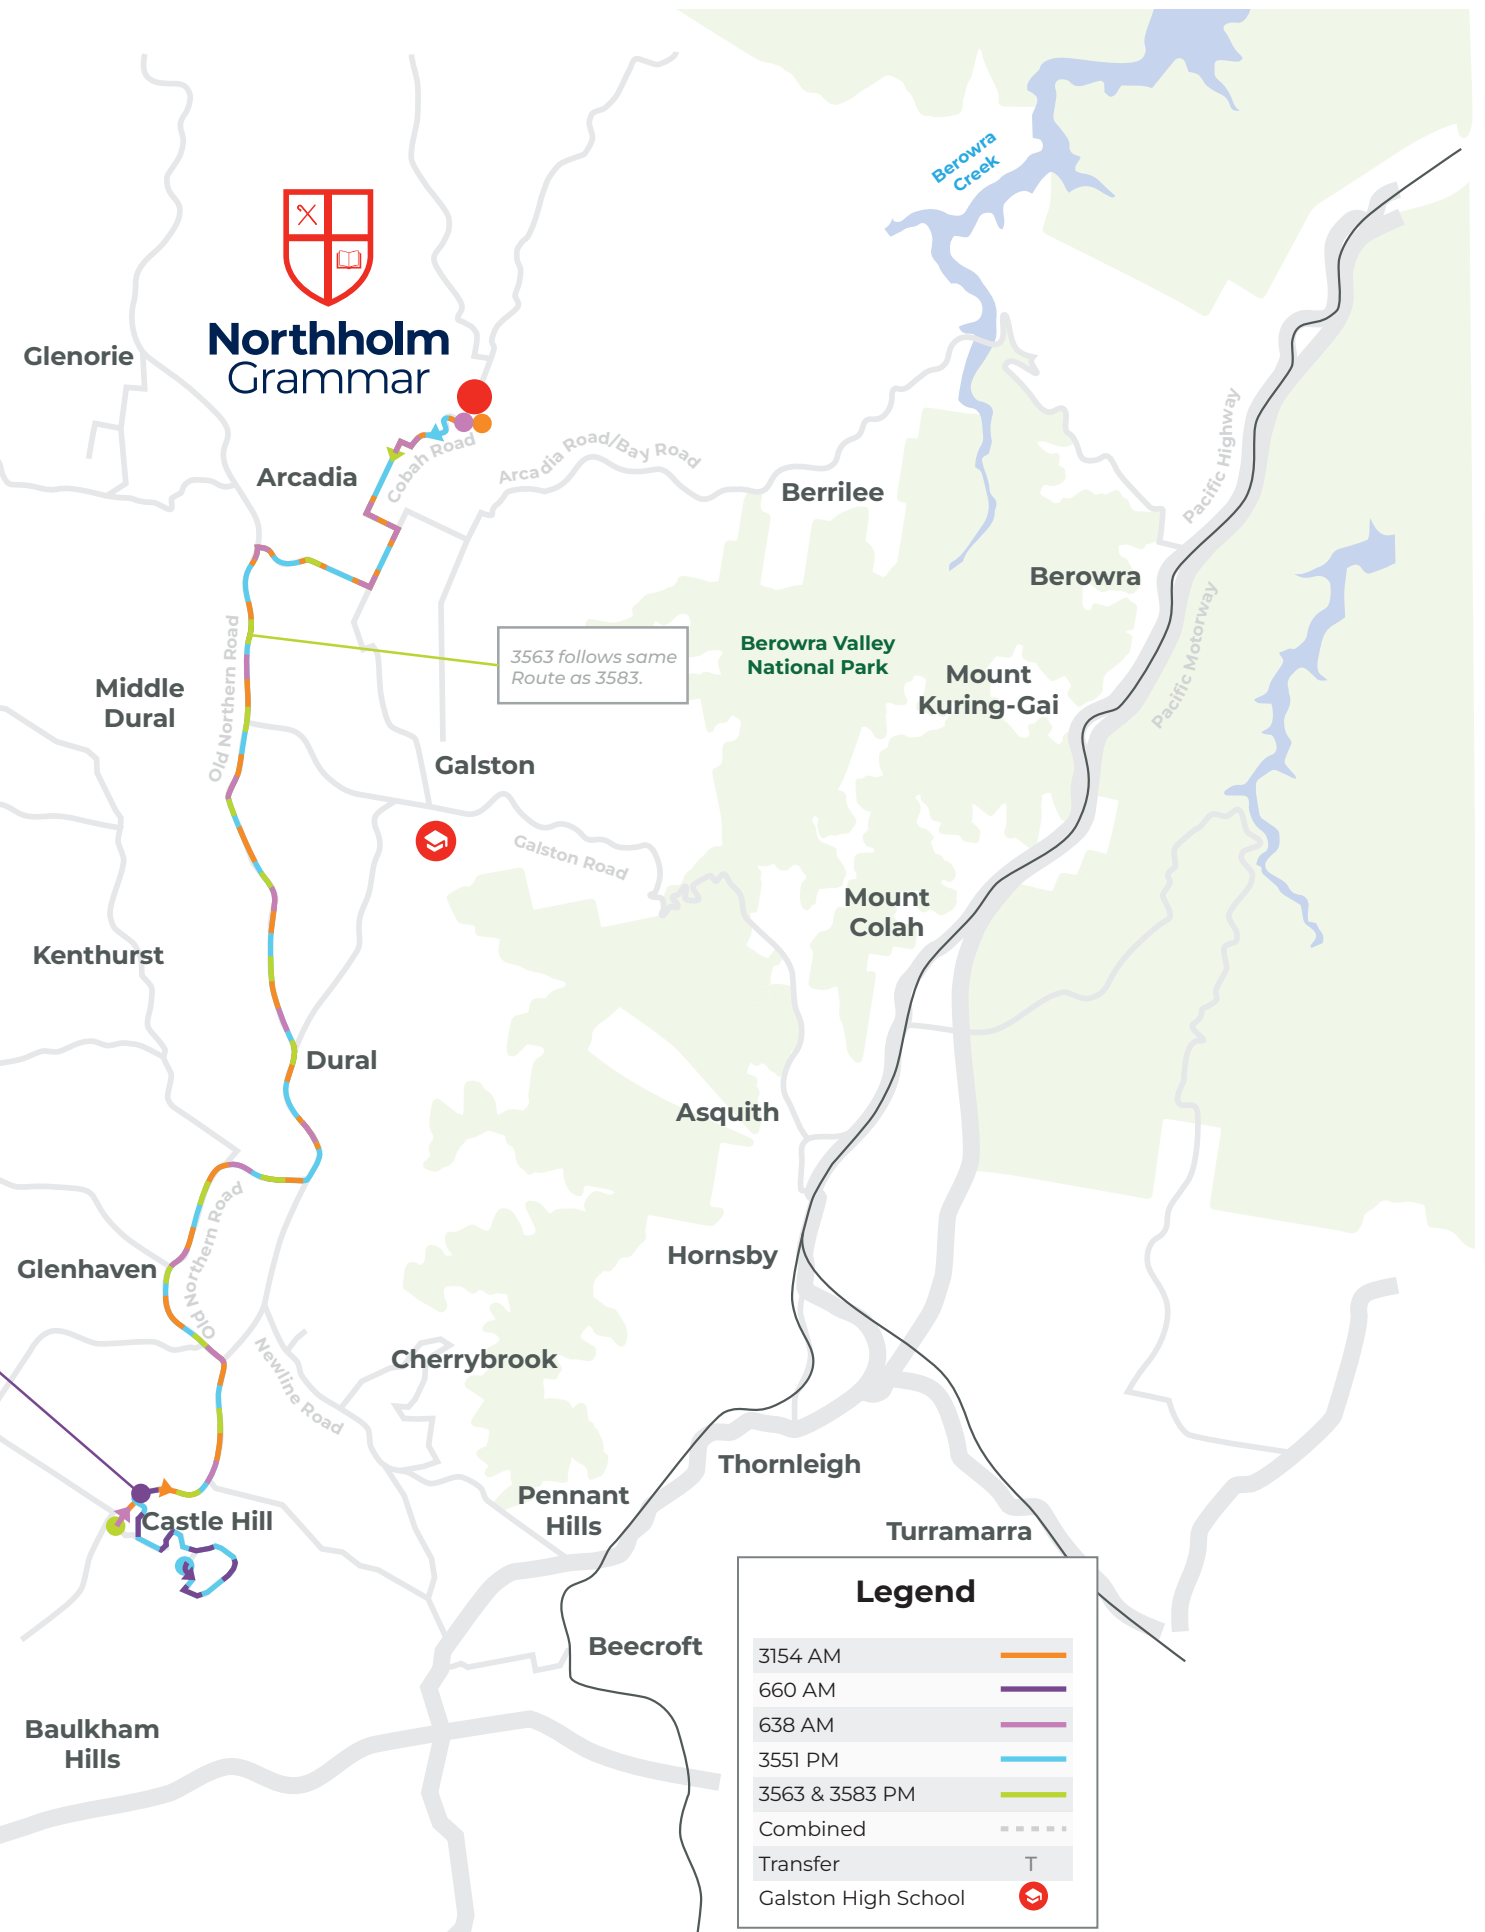 Berowra
Creek
Northholm
Grammar
Glenorie
Arcadia
Cobah Road
Arcadia Road/Bay Road
Berrilee
Pacific Highway
Berowra
Pacific Motorway
Old Northern Road
3563 follows same
Route as 3583.
Berowra Valley
National Park
Mount
Kuring-Gai
Middle
Dural
Galston
Galston Road
Mount
Colah
Kenthurst
Dural
Asquith
Old Northern Road
Hornsby
Glenhaven
Newline Road
Cherrybrook
Thornleigh
Pennant
Hills
Castle Hill
Turramarra
Beecroft
Baulkham
Hills
Legend
3154 AM
660 AM
638 AM
3551 PM
3563 & 3583 PM
Combined
Transfer T
Galston High School